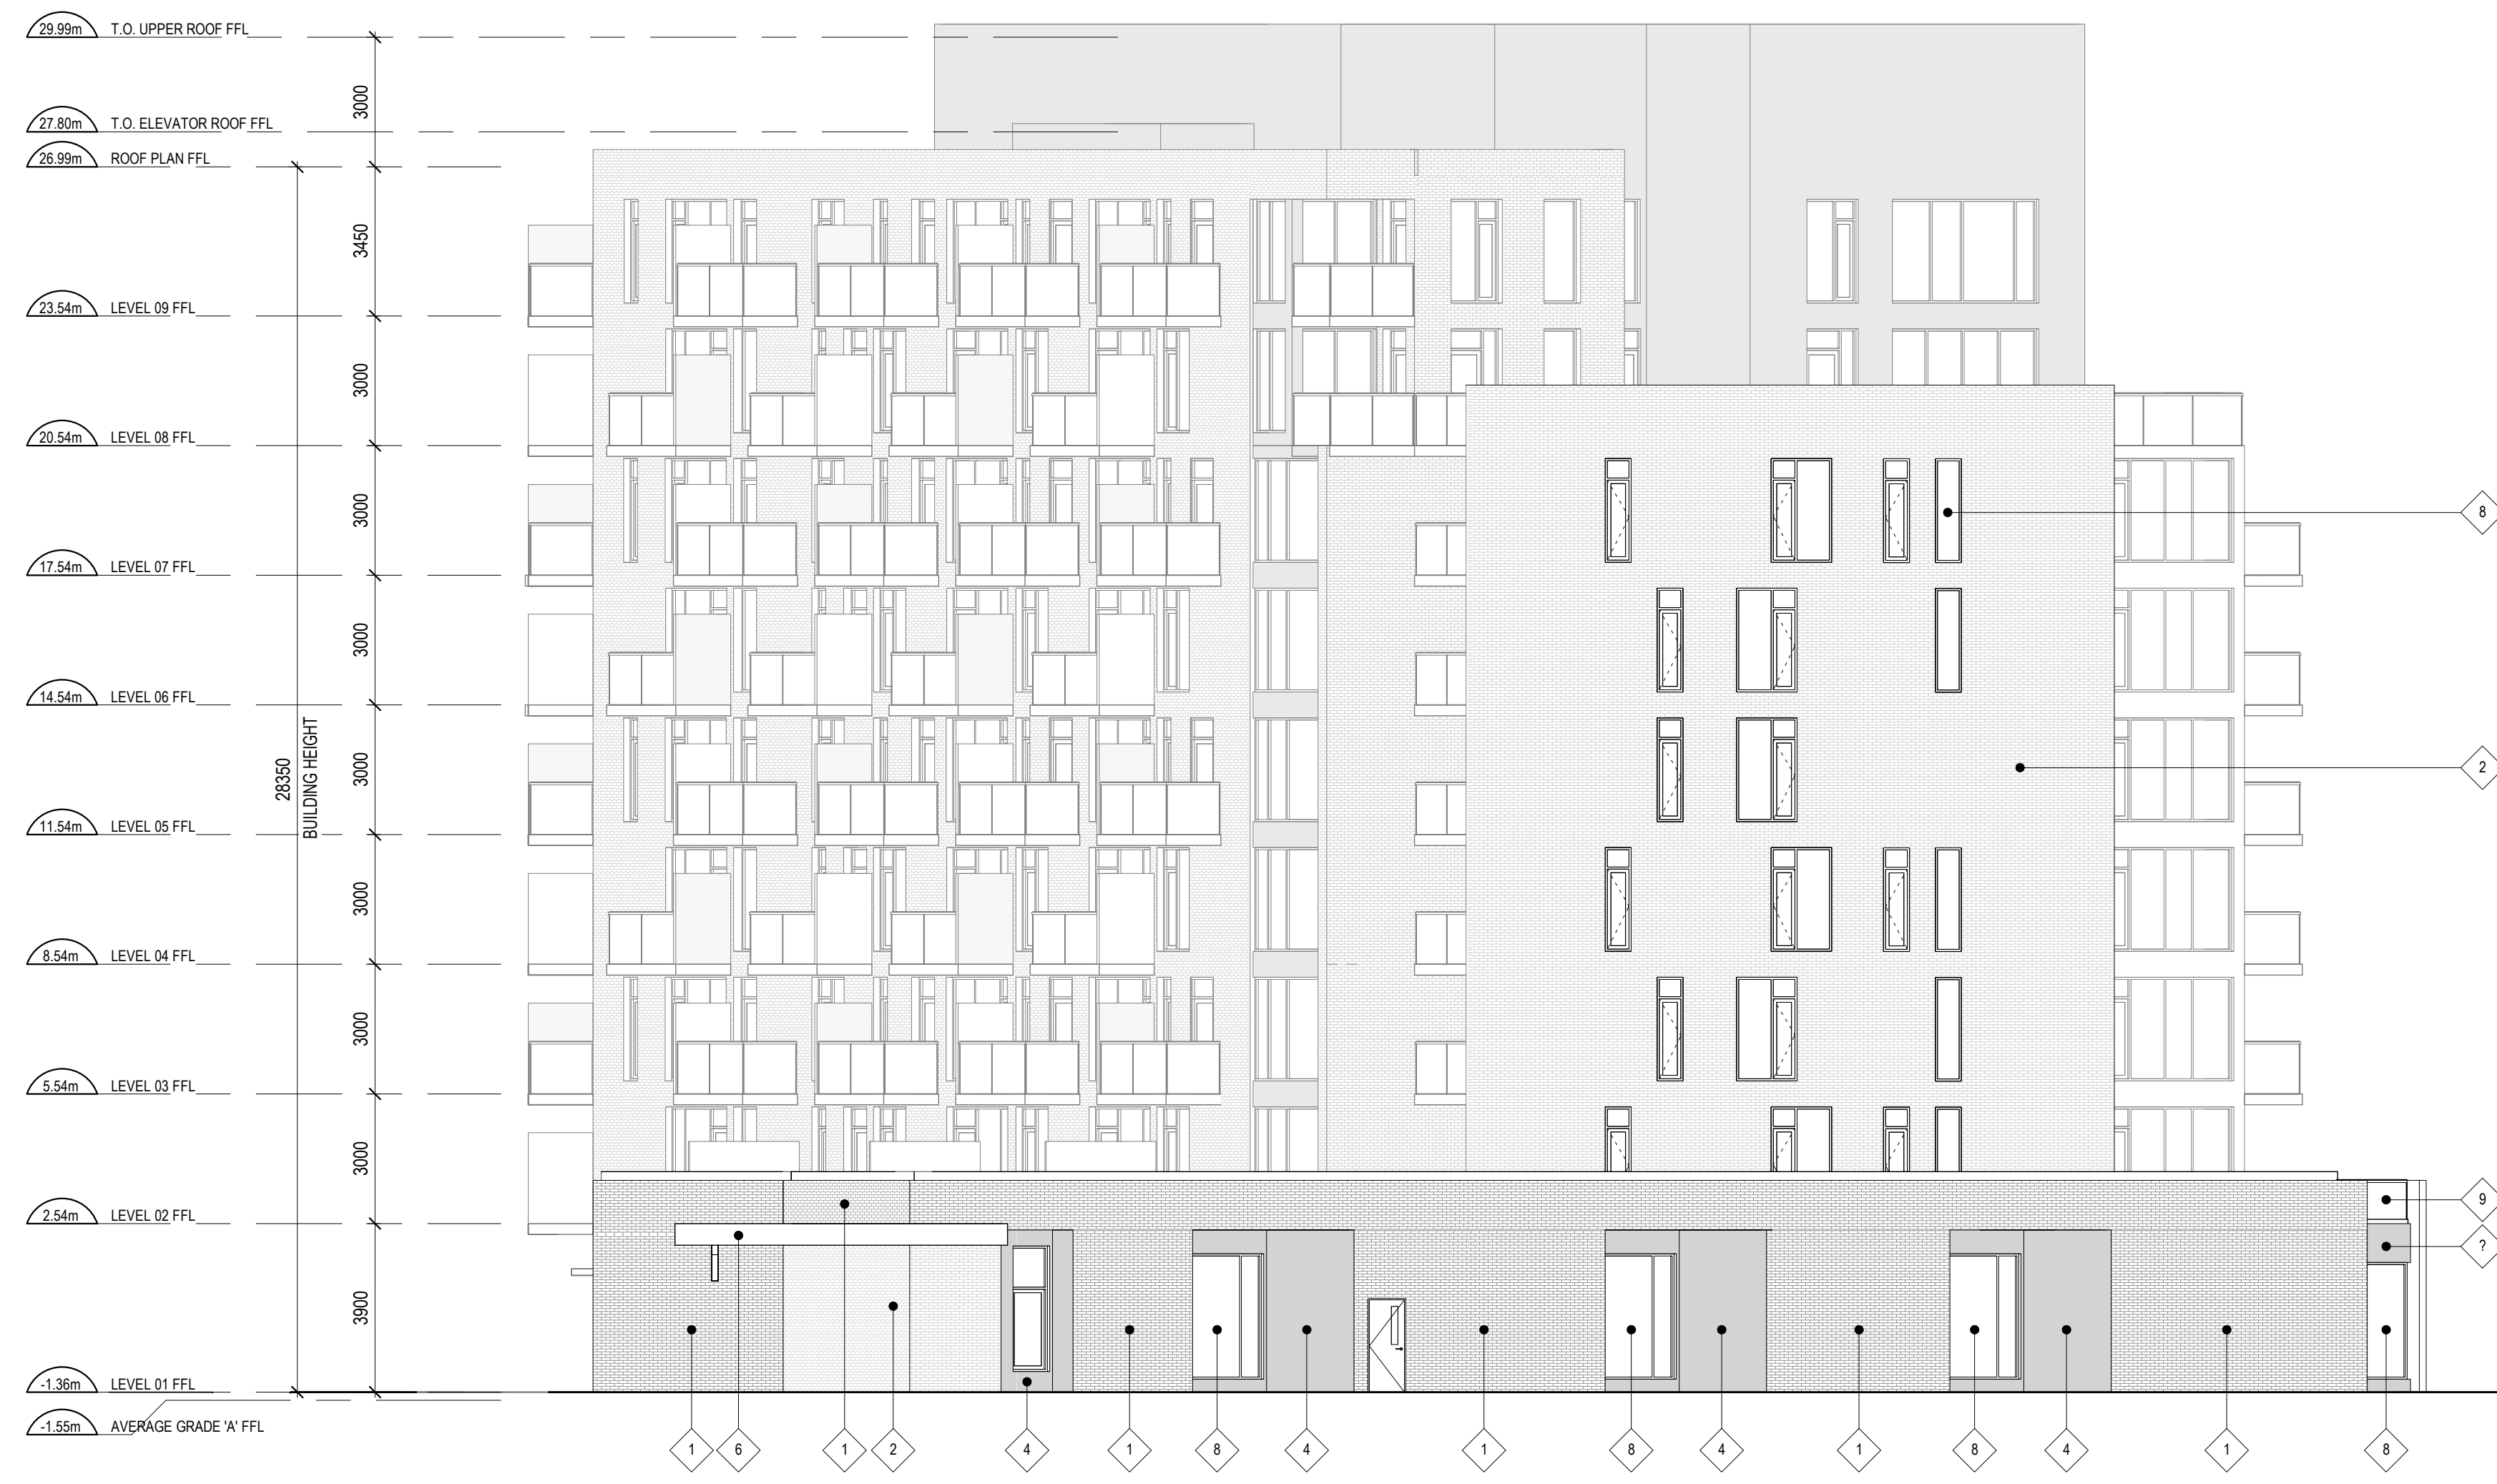 29.99m T.O. UPPER ROOF FFL
3000
27.80m T.O. ELEVATOR ROOF FFL
26.99m ROOF PLAN FFL
3450
23.54m LEVEL 09 FFL
3000
20.54m LEVEL 08 FFL
3000
8
17.54m LEVEL 07 FFL
3000
14.54m LEVEL 06 FFL
28350
BUILDING HEIGHT
3000
2
11.54m LEVEL 05 FFL
3000
8.54m LEVEL 04 FFL
3000
5.54m LEVEL 03 FFL
3000
9
2.54m LEVEL 02 FFL
?
3900
-1.36m LEVEL 01 FFL
-1.55m AVERAGE GRADE 'A' FFL
1 6 1 2 4 1 8 4 1 8 4 1 8 4 1 8